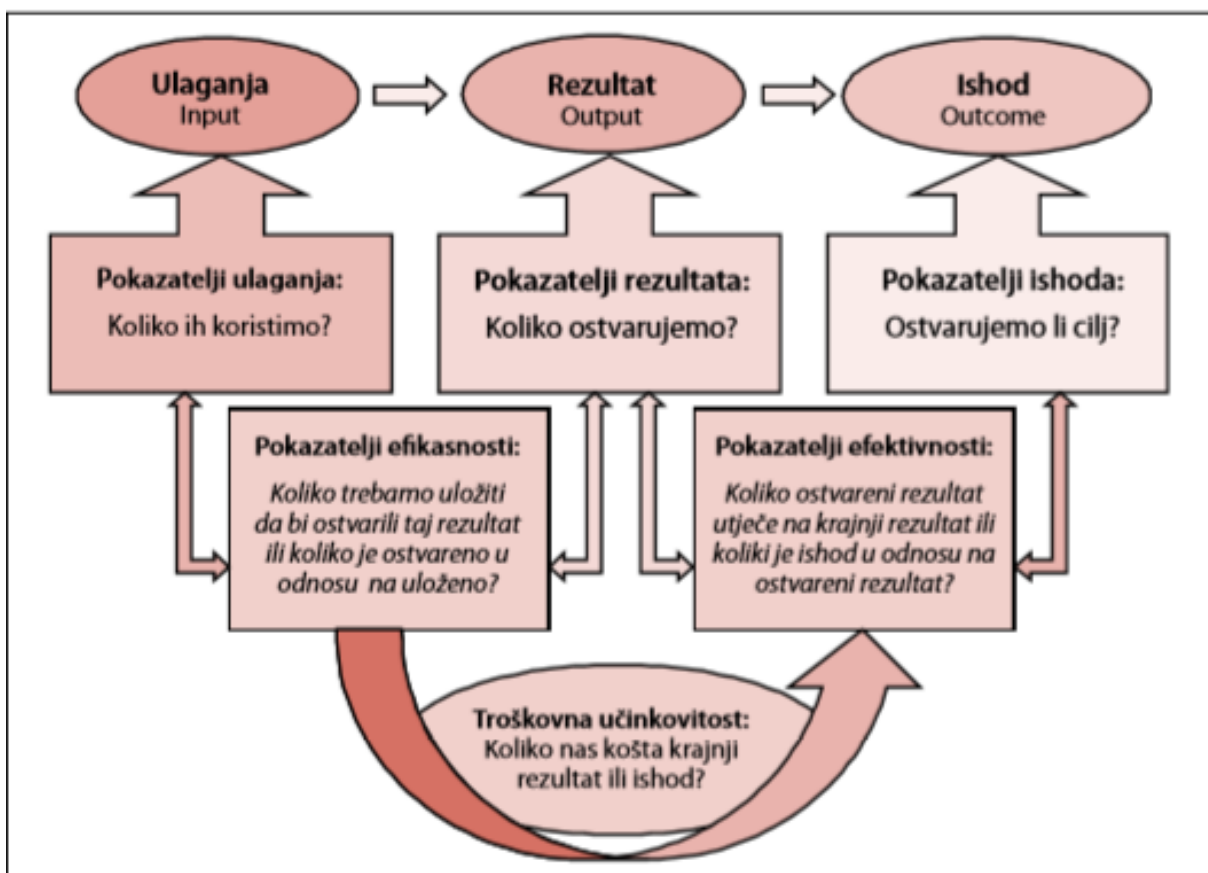 Ulaganja
Input
Rezultat
Output
Ishod
Outcome
Pokazatelji ulaganja:
Koliko ih koristimo?
Pokazatelji rezultata:
Koliko ostvarujemo?
Pokazatelji ishoda:
Ostvarujemo li cilj?
Pokazatelji efikasnosti:
Koliko trebamo uložiti
da bi ostvarili taj rezultat
ili koliko je ostvareno u
odnosu na uloženo?
Pokazatelji efektivnosti:
Koliko ostvareni rezultat
utječe na krajnji rezultat ili
koliki je ishod u odnosu na
ostvareni rezultat?
Troškovna učinkovitost:
Koliko nas košta krajnji
rezultat ili ishod?